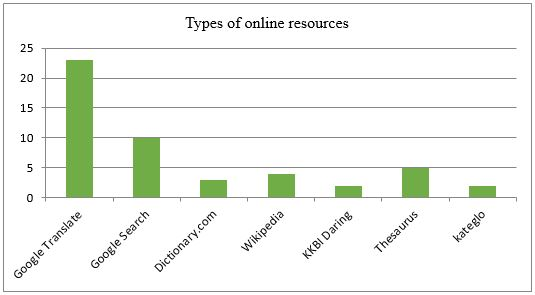 Types of online resources
25
20
15
10
5
0
Google Translate
Google Search
Dictionary.com
Wikipedia
KKBI Daring
Thesaurus
kateglo